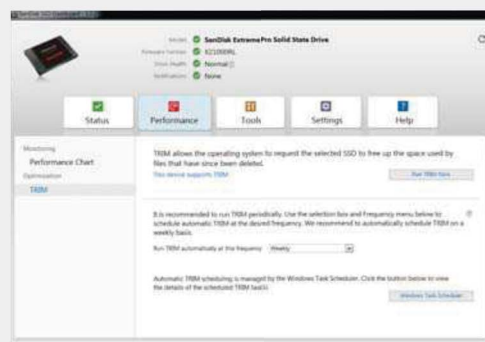 Model: SanDisk Extreme Pro Solid State Drive
Firmware Version: X21000RL
Drive Health: Normal
Notifications: None
Status
Performance
Tools
Settings
Help
Monitoring
Performance Chart
Optimization
TRIM
TRIM allows the operating system to request the selected SSD to free up the space used by
files that have since been deleted.
This device supports TRIM
Run TRIM Now
It is recommended to run TRIM periodically. Use the selection box and Frequency menu below to
schedule automatic TRIM at the desired frequency. We recommend to automatically schedule TRIM on a
weekly basis.
Run TRIM automatically at this frequency Weekly
Automatic TRIM scheduling is managed by the Windows Task Scheduler. Click the button below to view
the details of the scheduled TRIM task(s)
Windows Task Scheduler